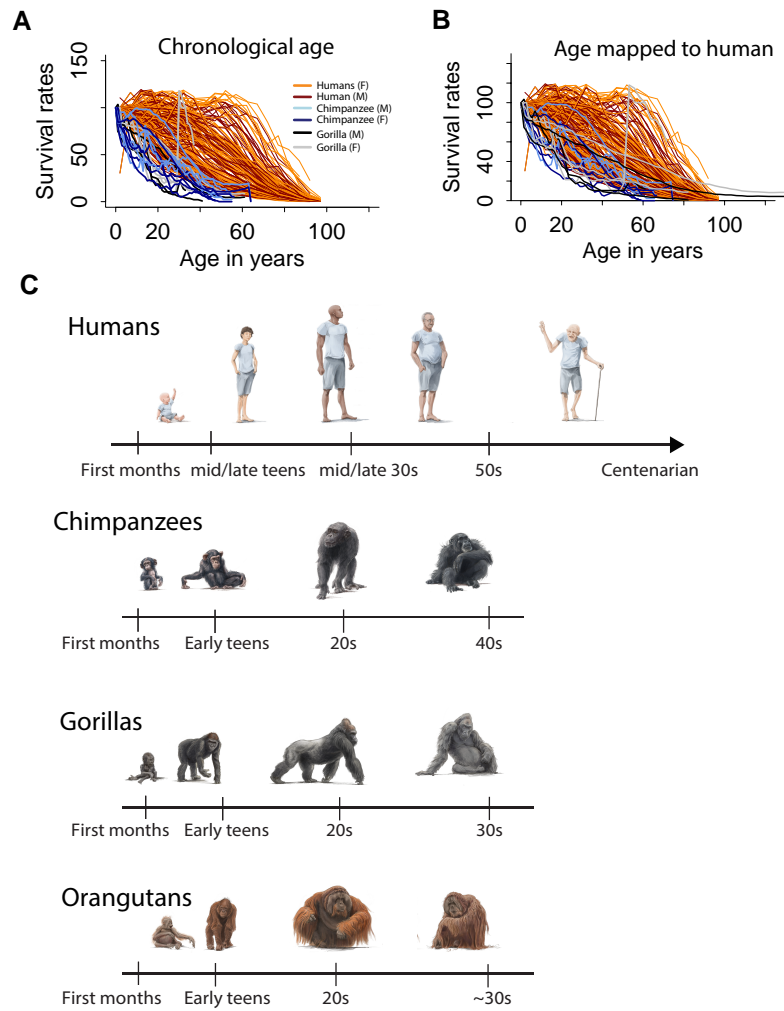 A
Chronological age
Survival rates
150
50
0
Humans (F)
Human (M)
Chimpanzee (M)
Chimpanzee (F)
Gorilla (M)
Gorilla (F)
0 20 60 100
Age in years
B
Age mapped to human
Survival rates
100
40
0
0 20 60 100
Age in years
C
Humans
First months mid/late teens mid/late 30s 50s Centenarian
Chimpanzees
First months Early teens 20s 40s
Gorillas
First months Early teens 20s 30s
Orangutans
First months Early teens 20s ~30s